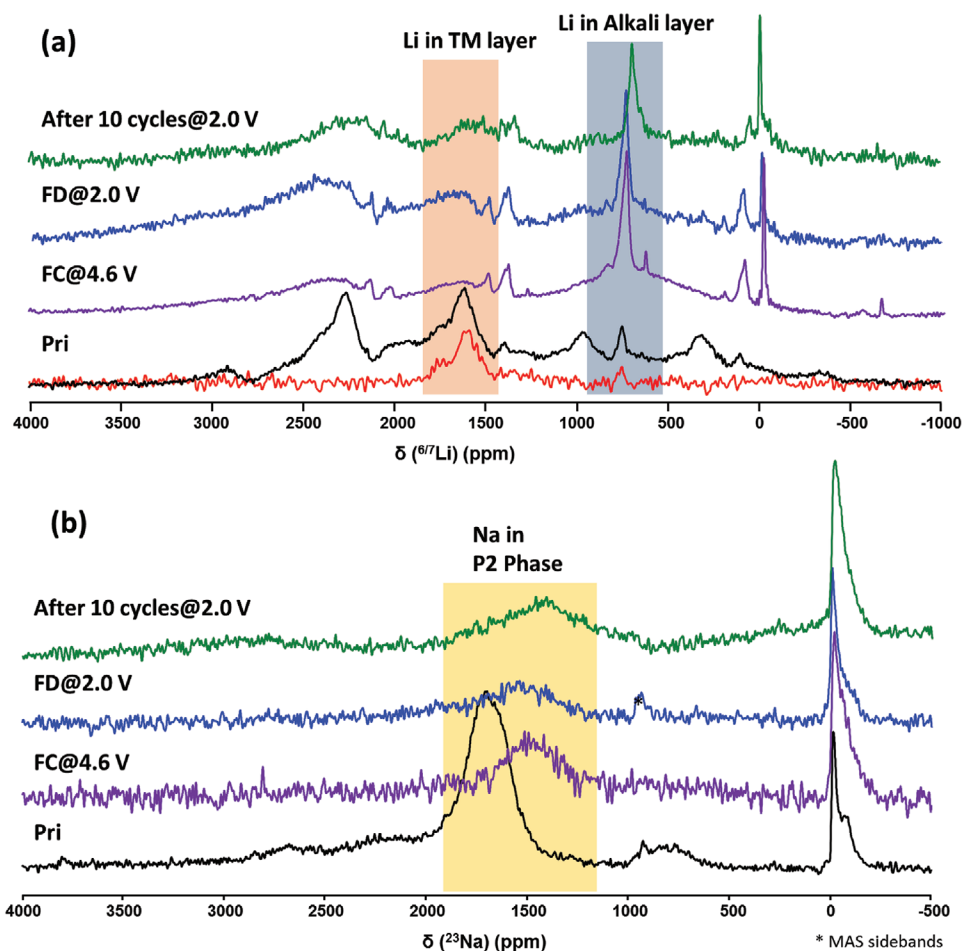 (a)
Li in TM layer
Li in Alkali layer
After 10 cycles@2.0 V
FD@2.0 V
FC@4.6 V
Pri
4000 3500 3000 2500 2000 1500 1000 500 0 -500 -1000
δ (6/7Li) (ppm)
(b)
Na in
P2 Phase
After 10 cycles@2.0 V
FD@2.0 V
*
FC@4.6 V
Pri
4000 3500 3000 2500 2000 1500 1000 500 0 -500
δ (23Na) (ppm)
* MAS sidebands